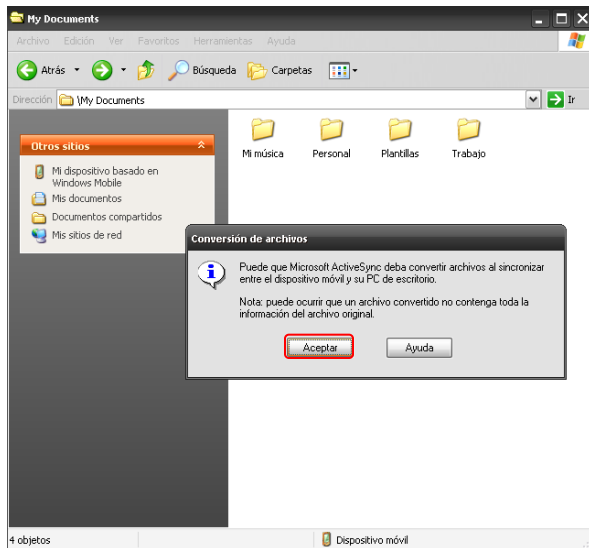 My Documents
Archivo Edición Ver Favoritos Herramientas Ayuda
Atrás Búsqueda Carpetas
Dirección \My Documents Ir
Otros sitios
Mi dispositivo basado en
Windows Mobile
Mis documentos
Documentos compartidos
Mis sitios de red
Mi música Personal Plantillas Trabajo
Conversión de archivos
Puede que Microsoft ActiveSync deba convertir archivos al sincronizar
entre el dispositivo móvil y su PC de escritorio.
Nota: puede ocurrir que un archivo convertido no contenga toda la
información del archivo original.
Aceptar Ayuda
4 objetos Dispositivo móvil